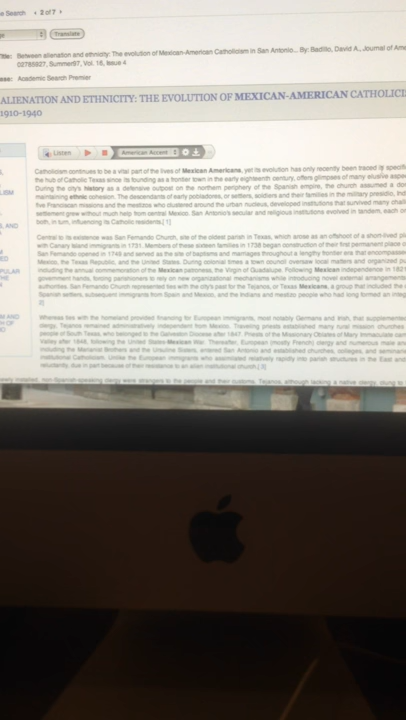 e Search ‹ 2 of 7 ›
Translate
Title: Between alienation and ethnicity: The evolution of Mexican-American Catholicism in San Antonio... By: Badillo, David A., Journal of Ame
02785927, Summer97, Vol. 16, Issue 4
ase: Academic Search Premier
ALIENATION AND ETHNICITY: THE EVOLUTION OF MEXICAN-AMERICAN CATHOLICIS
1910-1940
Listen American Accent
Catholicism continues to be a vital part of the lives of Mexican Americans, yet its evolution has only recently been traced
the hub of Catholic Texas since its founding as a frontier town in the early eighteenth century, offers glimpses of many elusive
During the city's history as a defensive outpost on the northern periphery of the Spanish empire, the church assumed a
maintaining ethnic cohesion. The descendants of early pobladores, or settlers, soldiers and their families in the military presidio,
five Franciscan missions and the mestizos who clustered around the urban nucleus, developed institutions that survived many
settlement grew without much help from central Mexico. San Antonio's secular and religious institutions evolved in tandem, each
both, in turn, influencing its Catholic residents.[1]
Central to its existence was San Fernando Church, site of the oldest parish in Texas, which arose as an offshoot of a short-lived
with Canary Island immigrants in 1731. Members of these sixteen families in 1738 began construction of their first permanent place
San Fernando opened in 1749 and served as the site of baptisms and marriages throughout a lengthy frontier era that
Mexico, the Texas Republic, and the United States. During colonial times a town council oversaw local matters and organized
including the annual commemoration of the Mexican patroness, the Virgin of Guadalupe. Following Mexican independence in 1821
government hands, forcing parishioners to rely on new organizational mechanisms while introducing novel external arrangements
authorities. San Fernando Church represented ties with the city's past for the Tejanos, or Texas Mexicans, a group that included the
Spanish settlers, subsequent immigrants from Spain and Mexico, and the Indians and mestizo people who had long formed an
Whereas ties with the homeland provided financing for European immigrants, most notably Germans and Irish, that
clergy, Tejanos remained administratively independent from Mexico. Traveling priests established many rural mission churches
people of South Texas, who belonged to the Galveston Diocese after 1847. Priests of the Missionary Oblates of Mary Immaculate
Valley after 1848, following the United States-Mexican War. Thereafter, European (mostly French) clergy and numerous male
including the Marianist Brothers and the Ursuline Sisters, entered San Antonio and established churches, colleges, and
institutional Catholicism. Unlike the European immigrants who assimilated relatively rapidly into parish structures in the East and
reluctantly, due in part because of their resistance to an alien institutional church.[3]
newly installed, non-Spanish-speaking clergy were strangers to the people and their customs. Tejanos, although lacking a native clergy, clung to